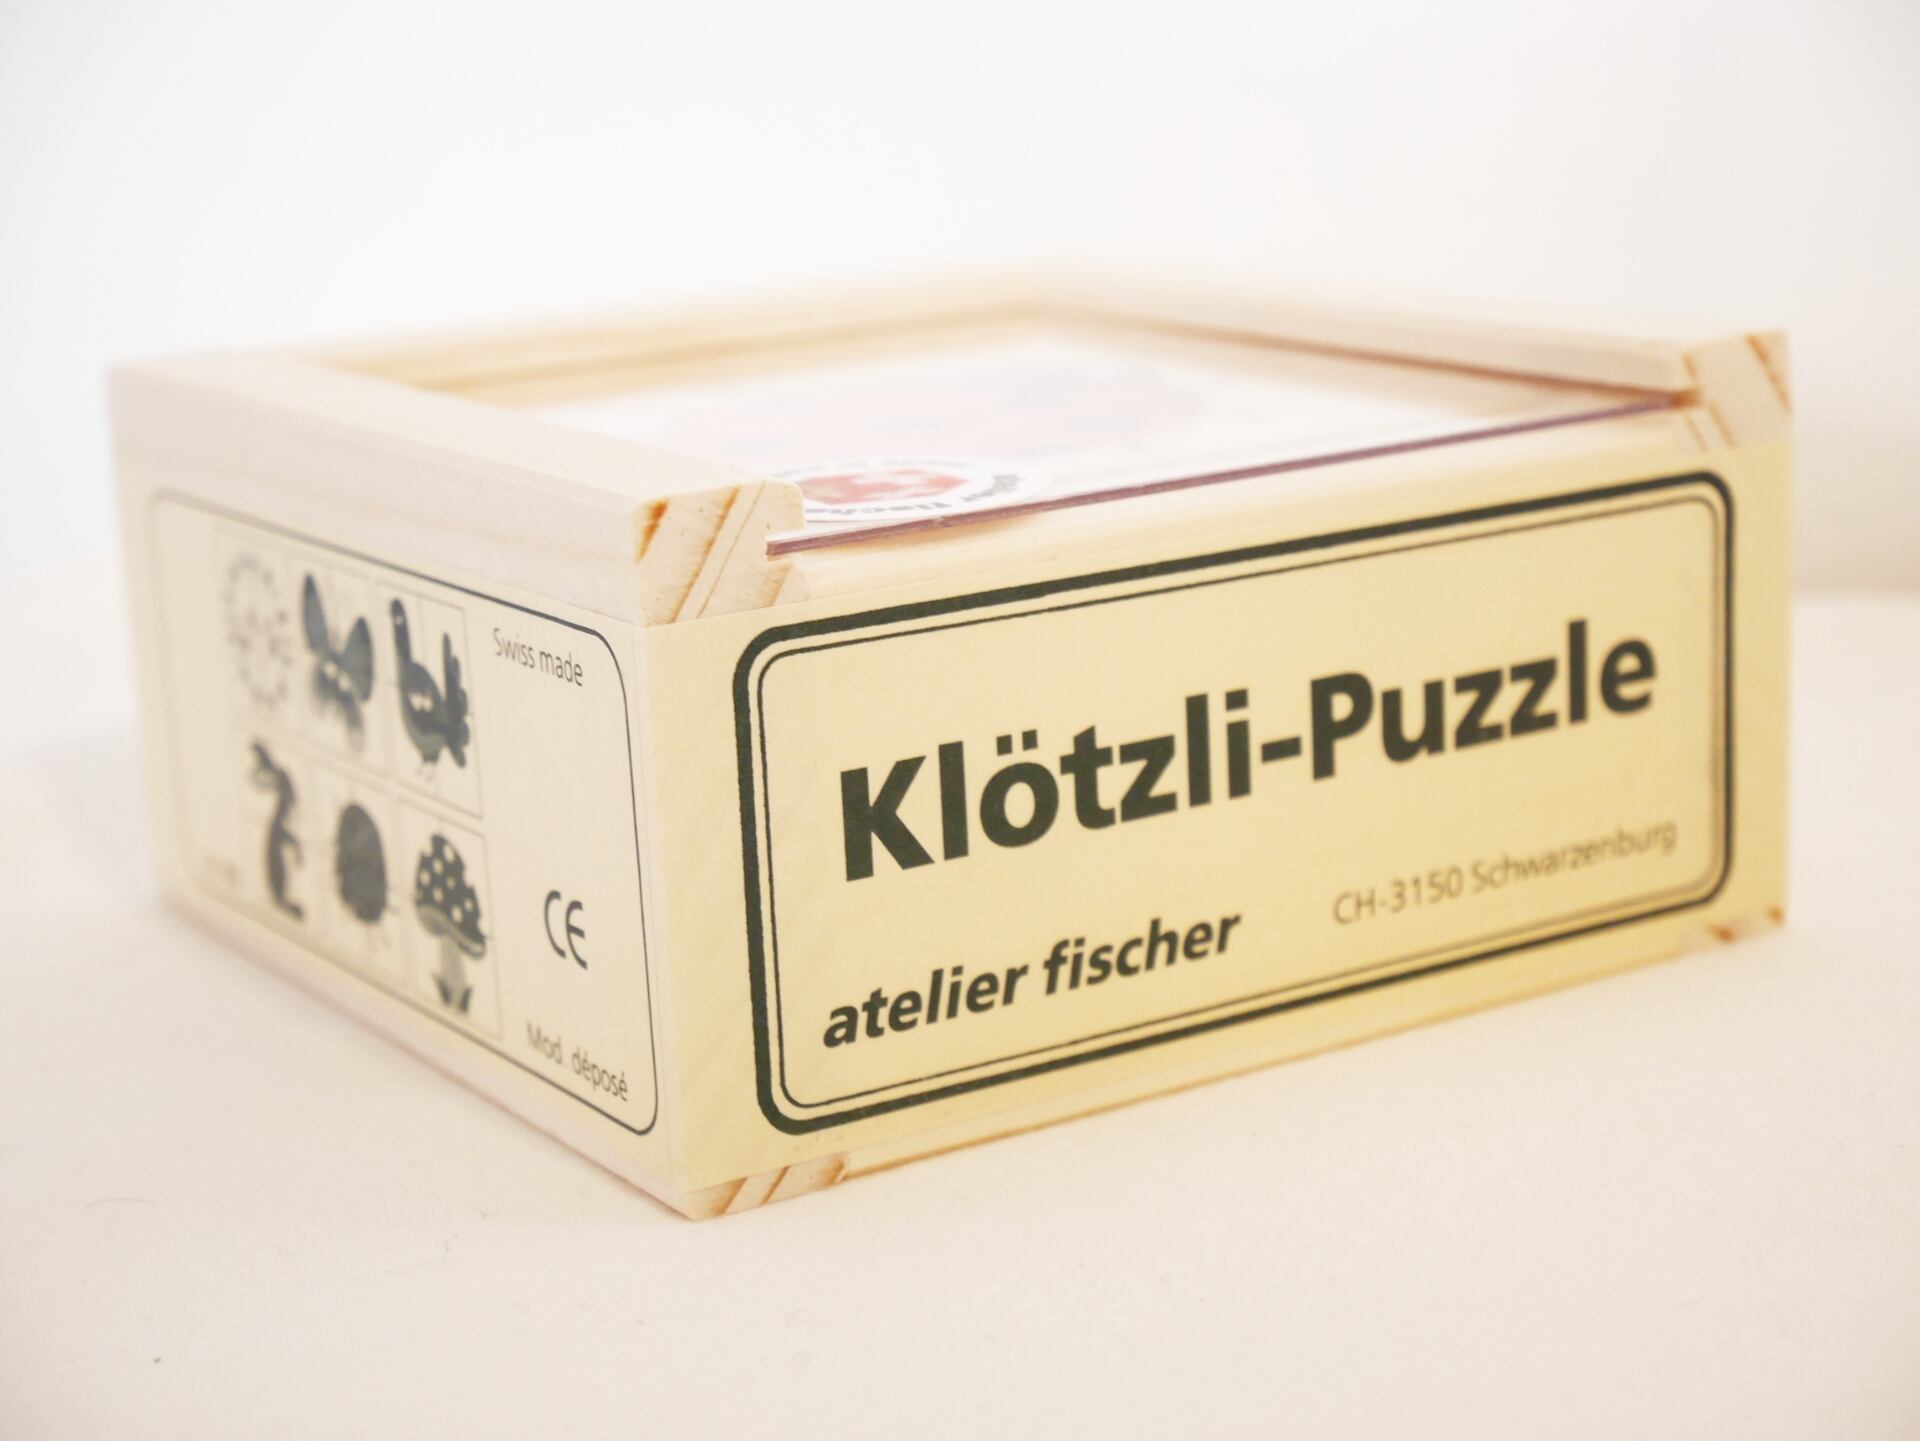 Swiss made
CE
Mod. déposé
Klötzli-Puzzle
atelier fischer
CH-3150 Schwarzenburg